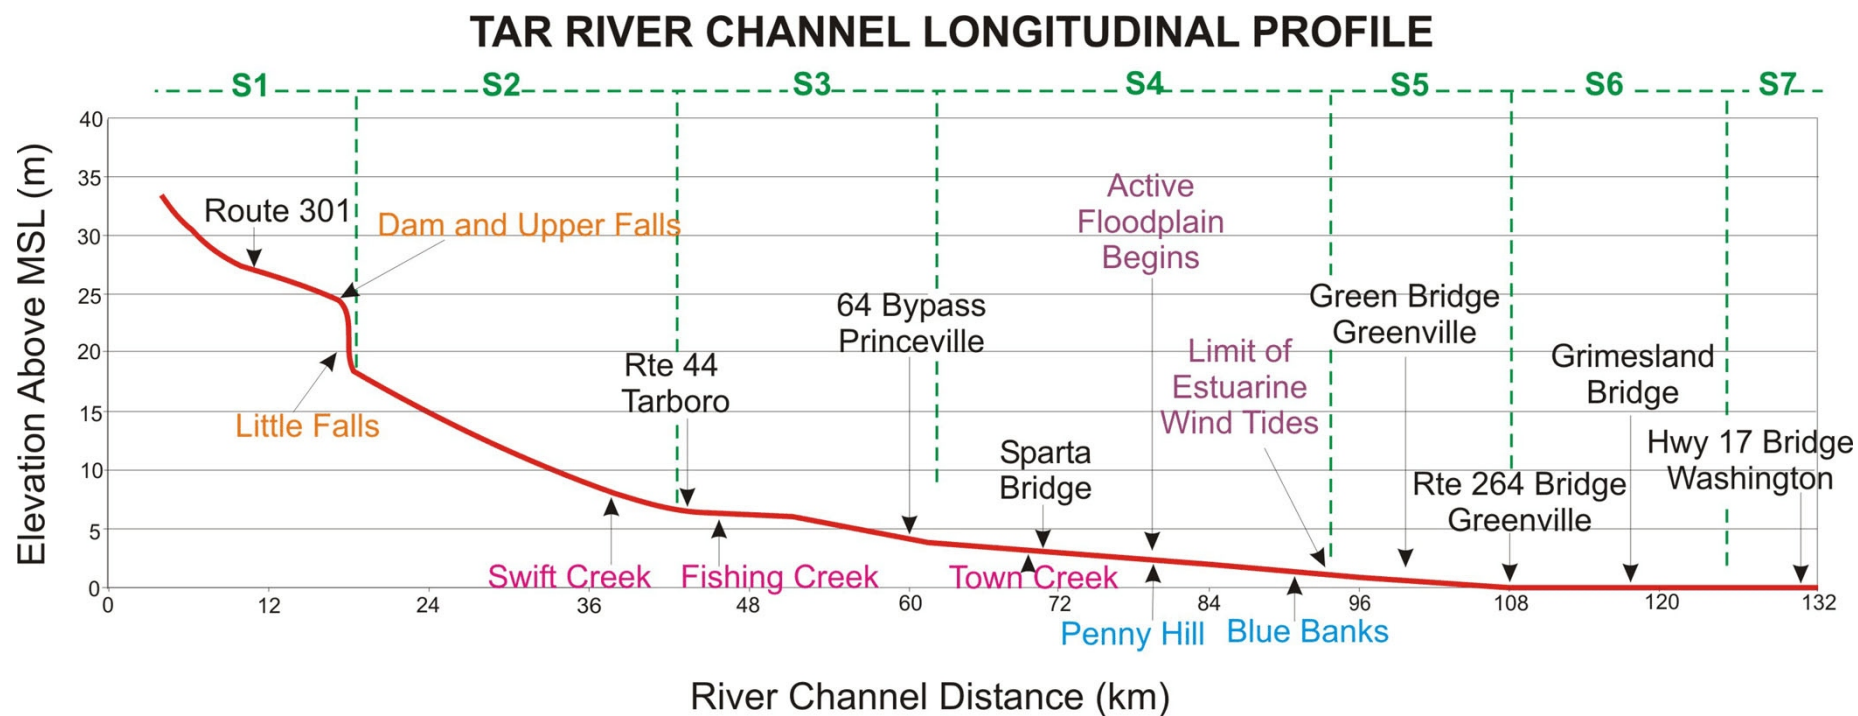 TAR RIVER CHANNEL LONGITUDINAL PROFILE
S1 S2 S3 S4 S5 S6 S7
Elevation Above MSL (m)
40
35
30
25
20
15
10
5
0
Route 301
Dam and Upper Falls
Little Falls
Rte 44
Tarboro
64 Bypass
Princeville
Active
Floodplain
Begins
Sparta
Bridge
Limit of
Estuarine
Wind Tides
Green Bridge
Greenville
Rte 264 Bridge
Greenville
Grimesland
Bridge
Hwy 17 Bridge
Washington
Swift Creek
Fishing Creek
Town Creek
0 12 24 36 48 60 72 84 96 108 120 132
Penny Hill
Blue Banks
River Channel Distance (km)